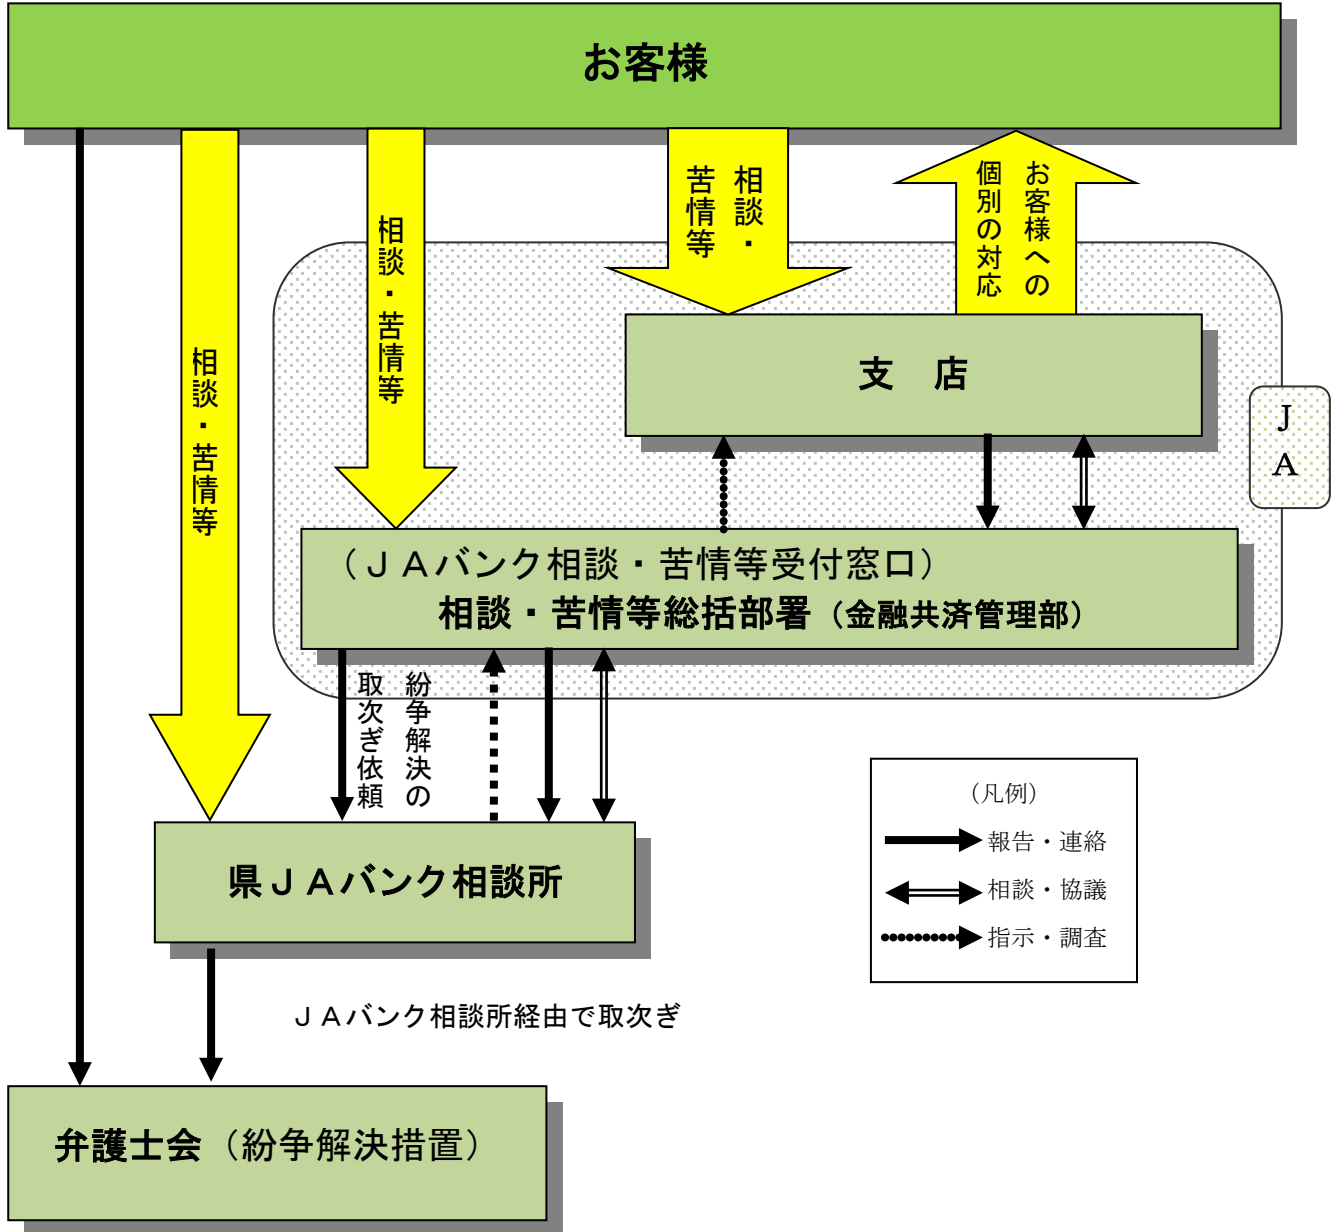 お客様
相談・苦情等
相談・苦情等
相談・
苦情等
お客様への
個別の対応
支　店
ＪＡ
（ＪＡバンク相談・苦情等受付窓口）
相談・苦情等総括部署（金融共済管理部）
紛争解決の
取次ぎ依頼
県ＪＡバンク相談所
（凡例）
報告・連絡
相談・協議
指示・調査
ＪＡバンク相談所経由で取次ぎ
弁護士会（紛争解決措置）